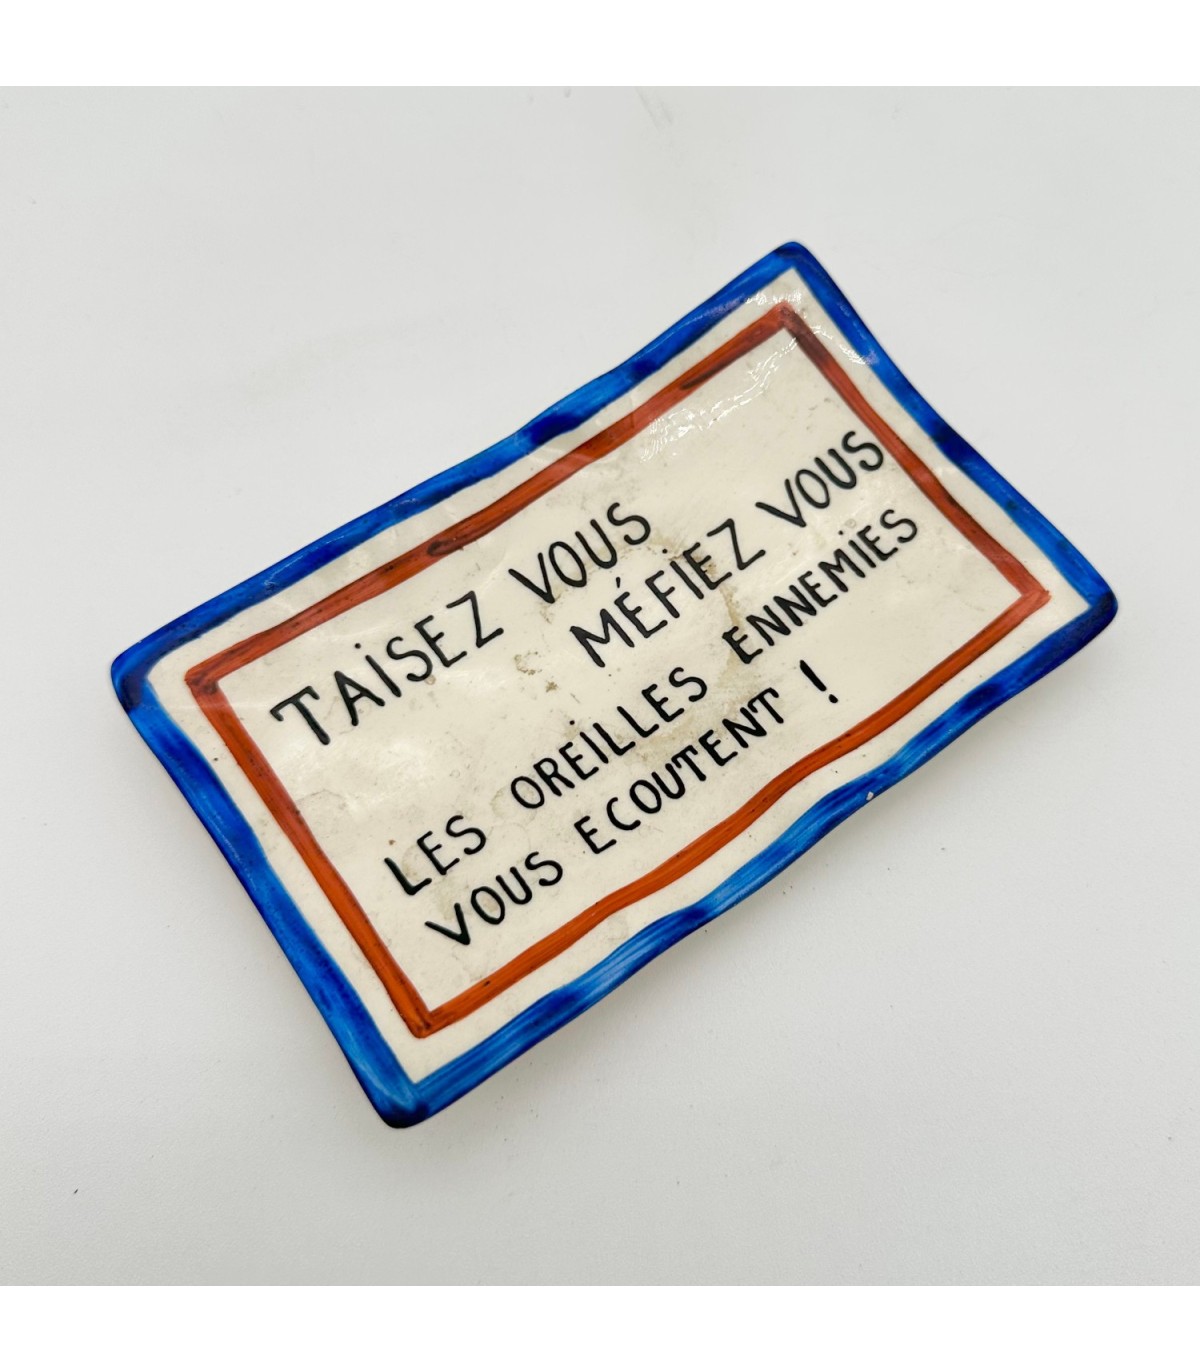 TAiSEZ VOUS
MÉFiEZ VOUS
LES OREiLLES ENNEMiES
VOUS ECOUTENT !